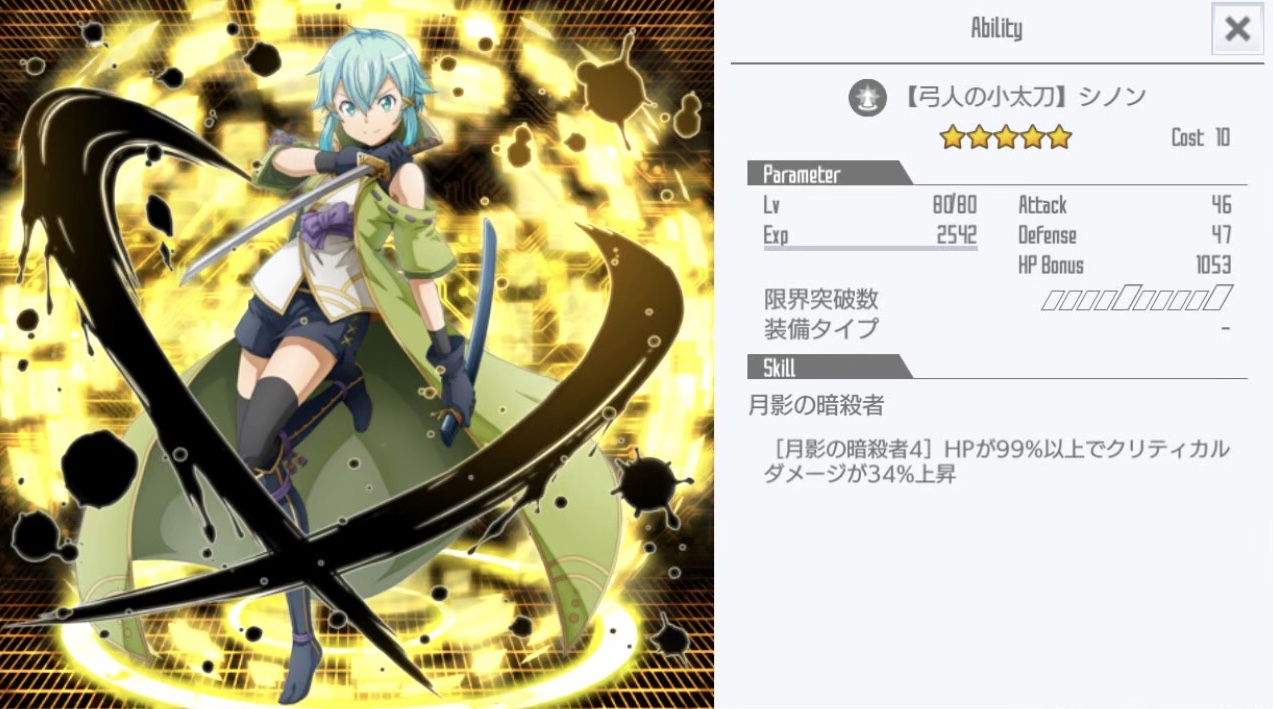 Ability
【弓人の小太刀】シノン
Cost 10
Parameter
Lv 80/80
Attack 46
Exp 2542
Defense 47
HP Bonus 1053
限界突破数
装備タイプ -
Skill
月影の暗殺者
［月影の暗殺者4］HPが99%以上でクリティカル
ダメージが34%上昇